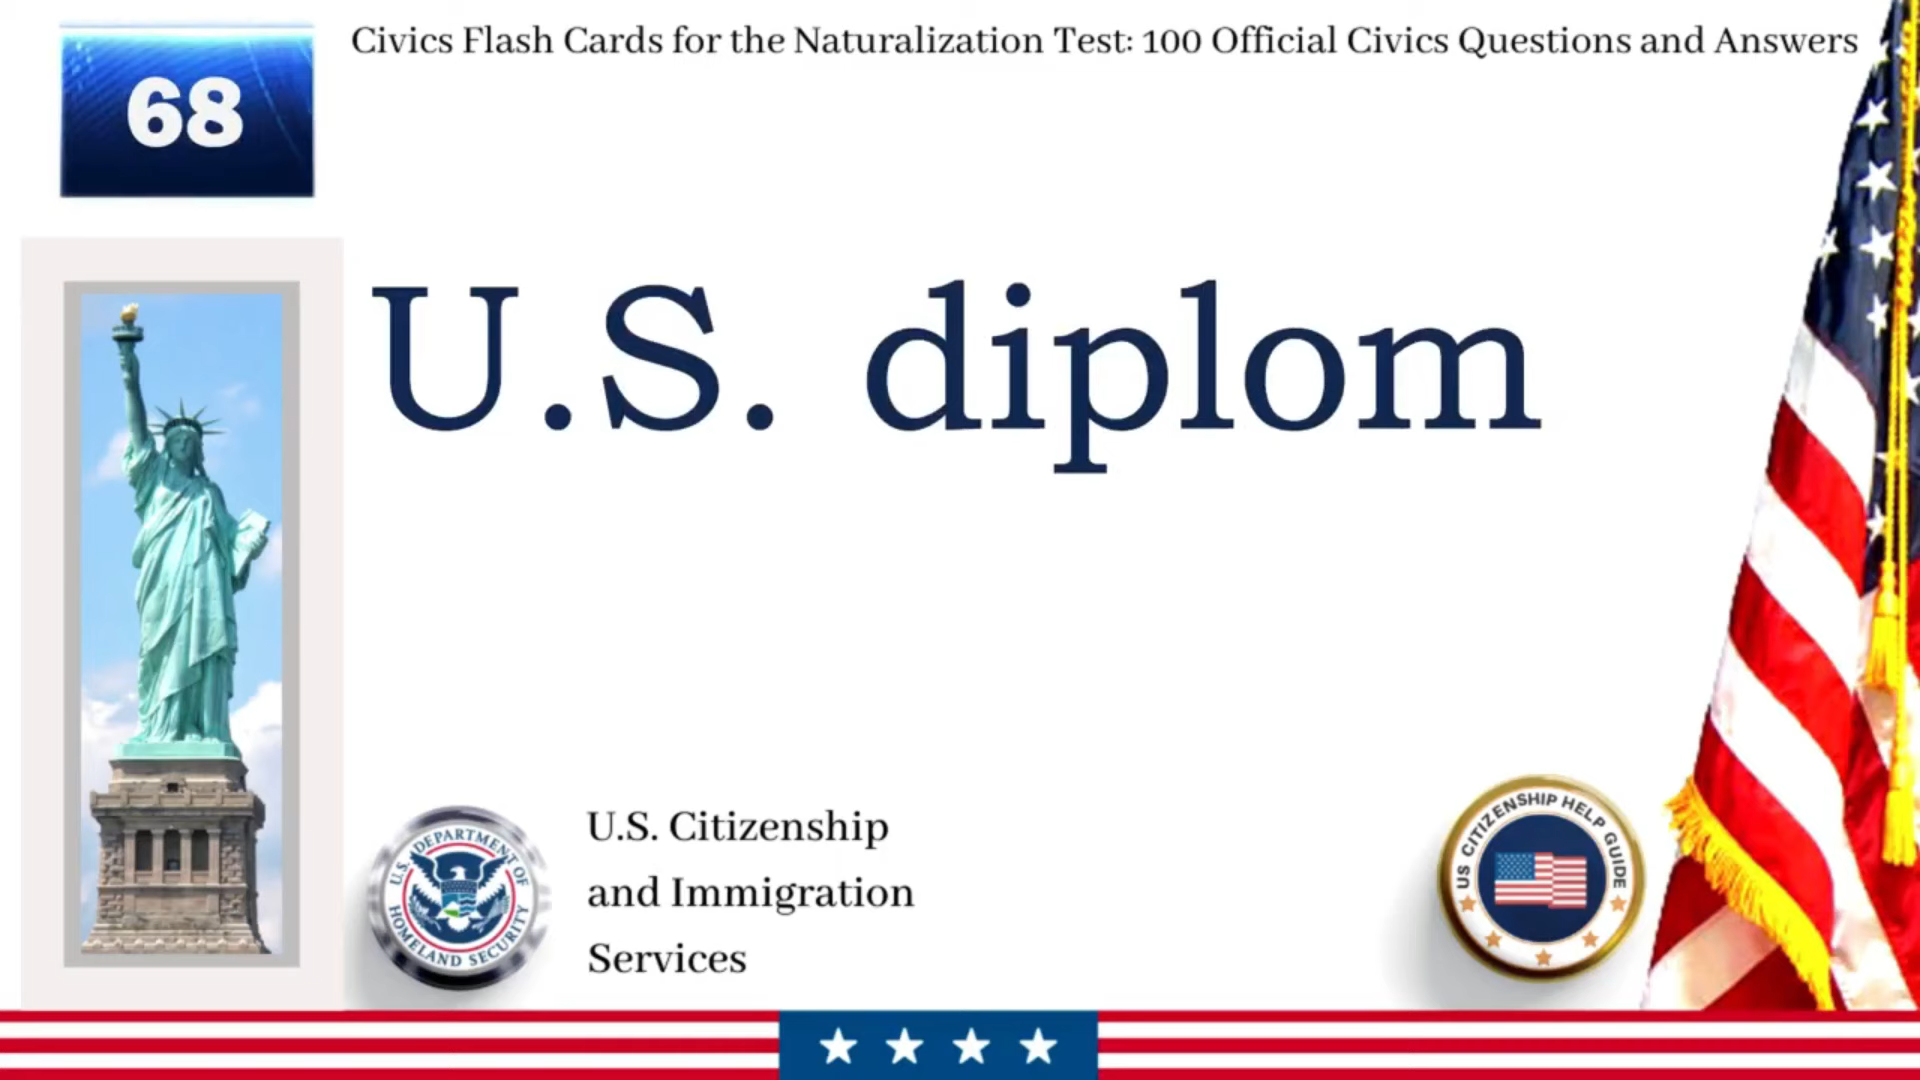 Civics Flash Cards for the Naturalization Test: 100 Official Civics Questions and Answers
68
U.S. diplom
U.S. Citizenship
and Immigration
Services
U.S. DEPARTMENT OF
HOMELAND SECURITY
US CITIZENSHIP HELP GUIDE